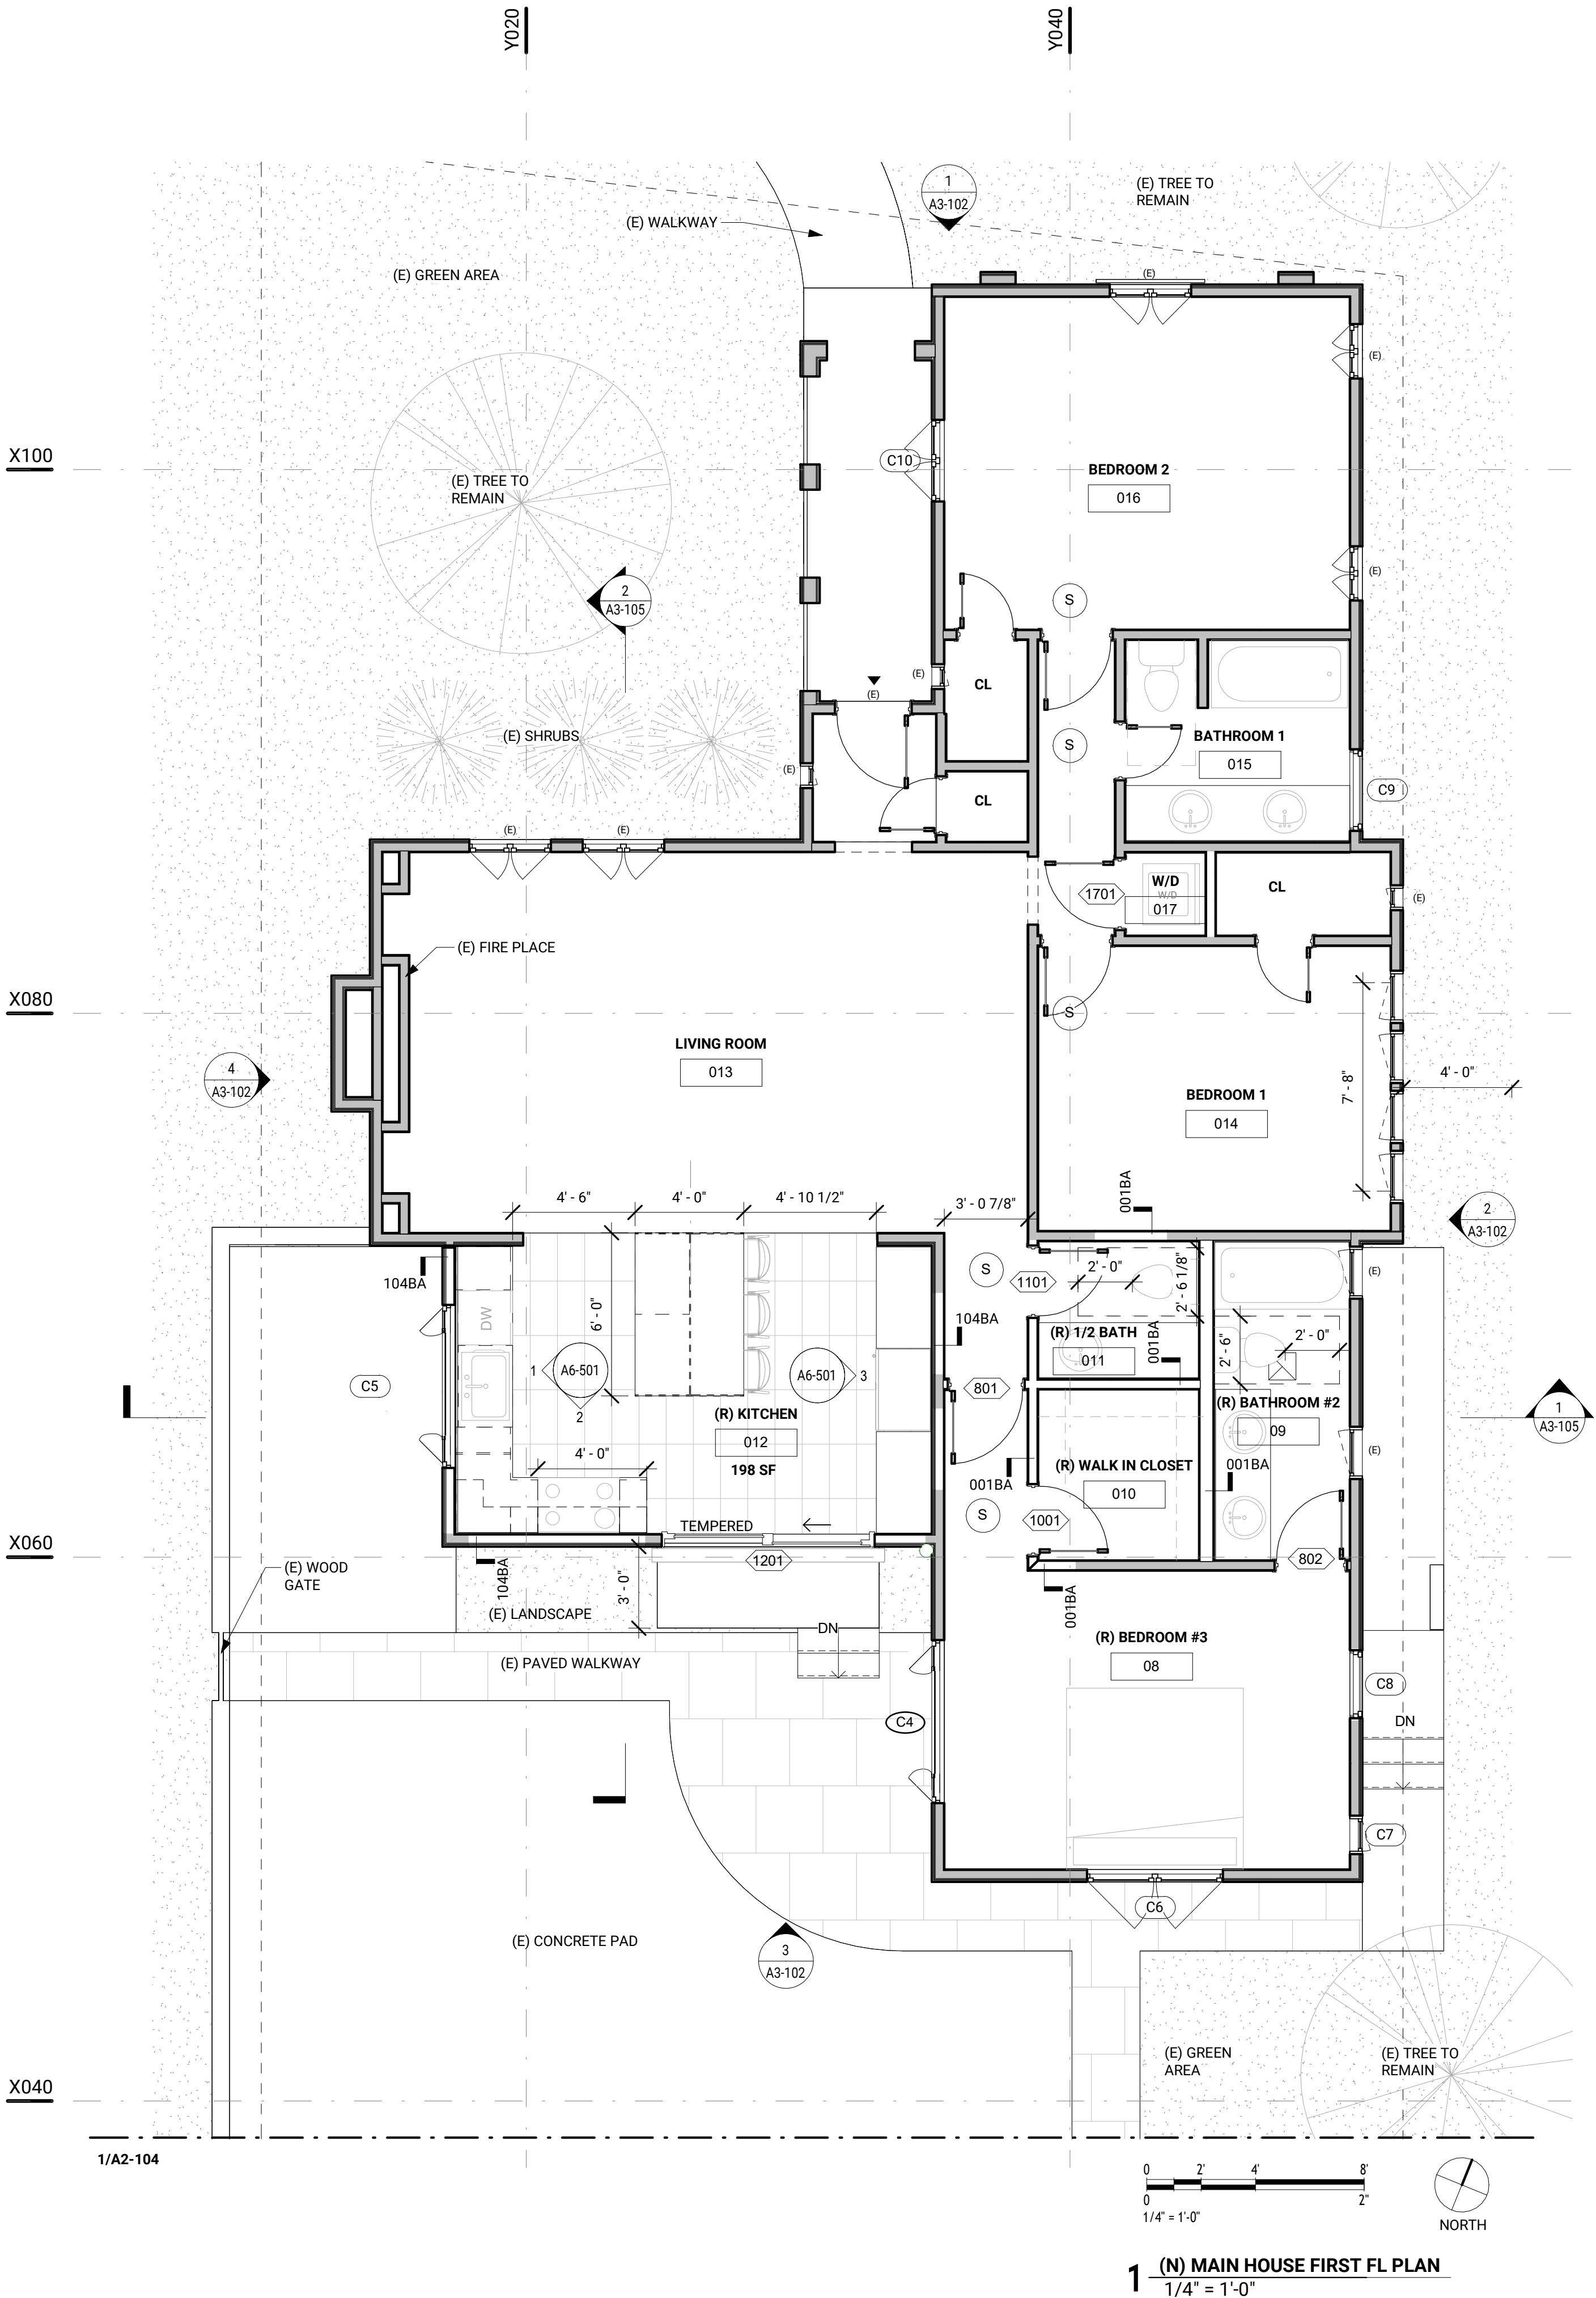 Y020
Y040
1
A3-102
(E) TREE TO
REMAIN
(E) WALKWAY
(E) GREEN AREA
(E)
(E)
X100
C10
BEDROOM 2
016
(E) TREE TO
REMAIN
(E)
2
A3-105
S
(E)
(E)
CL
(E) SHRUBS
S
BATHROOM 1
015
(E)
C9
CL
(E)
(E)
W/D
W/D
017
1701
CL
(E)
(E) FIRE PLACE
X080
S
LIVING ROOM
013
4
A3-102
4' - 0"
7' - 8"
BEDROOM 1
014
001BA
4' - 6"
4' - 0"
4' - 10 1/2"
3' - 0 7/8"
2
A3-102
104BA
S
1101
2' - 0"
2' - 6 1/8"
(E)
DW
6' - 0"
104BA
(R) 1/2 BATH
011
001BA
2' - 6"
2' - 0"
1
A6-501
2
A6-501
3
C5
801
(R) KITCHEN
012
198 SF
(R) BATHROOM #2
09
1
A3-105
4' - 0"
(E)
(R) WALK IN CLOSET
010
001BA
001BA
TEMPERED
S
1001
X060
1201
802
(E) WOOD
GATE
104BA
3' - 0"
001BA
(E) LANDSCAPE
DN
(R) BEDROOM #3
08
(E) PAVED WALKWAY
C8
C4
DN
C7
C6
(E) CONCRETE PAD
3
A3-102
(E) GREEN
AREA
(E) TREE TO
REMAIN
X040
1/A2-104
0 2' 4' 8'
0 2"
1/4" = 1'-0"
NORTH
1 (N) MAIN HOUSE FIRST FL PLAN
1/4" = 1'-0"